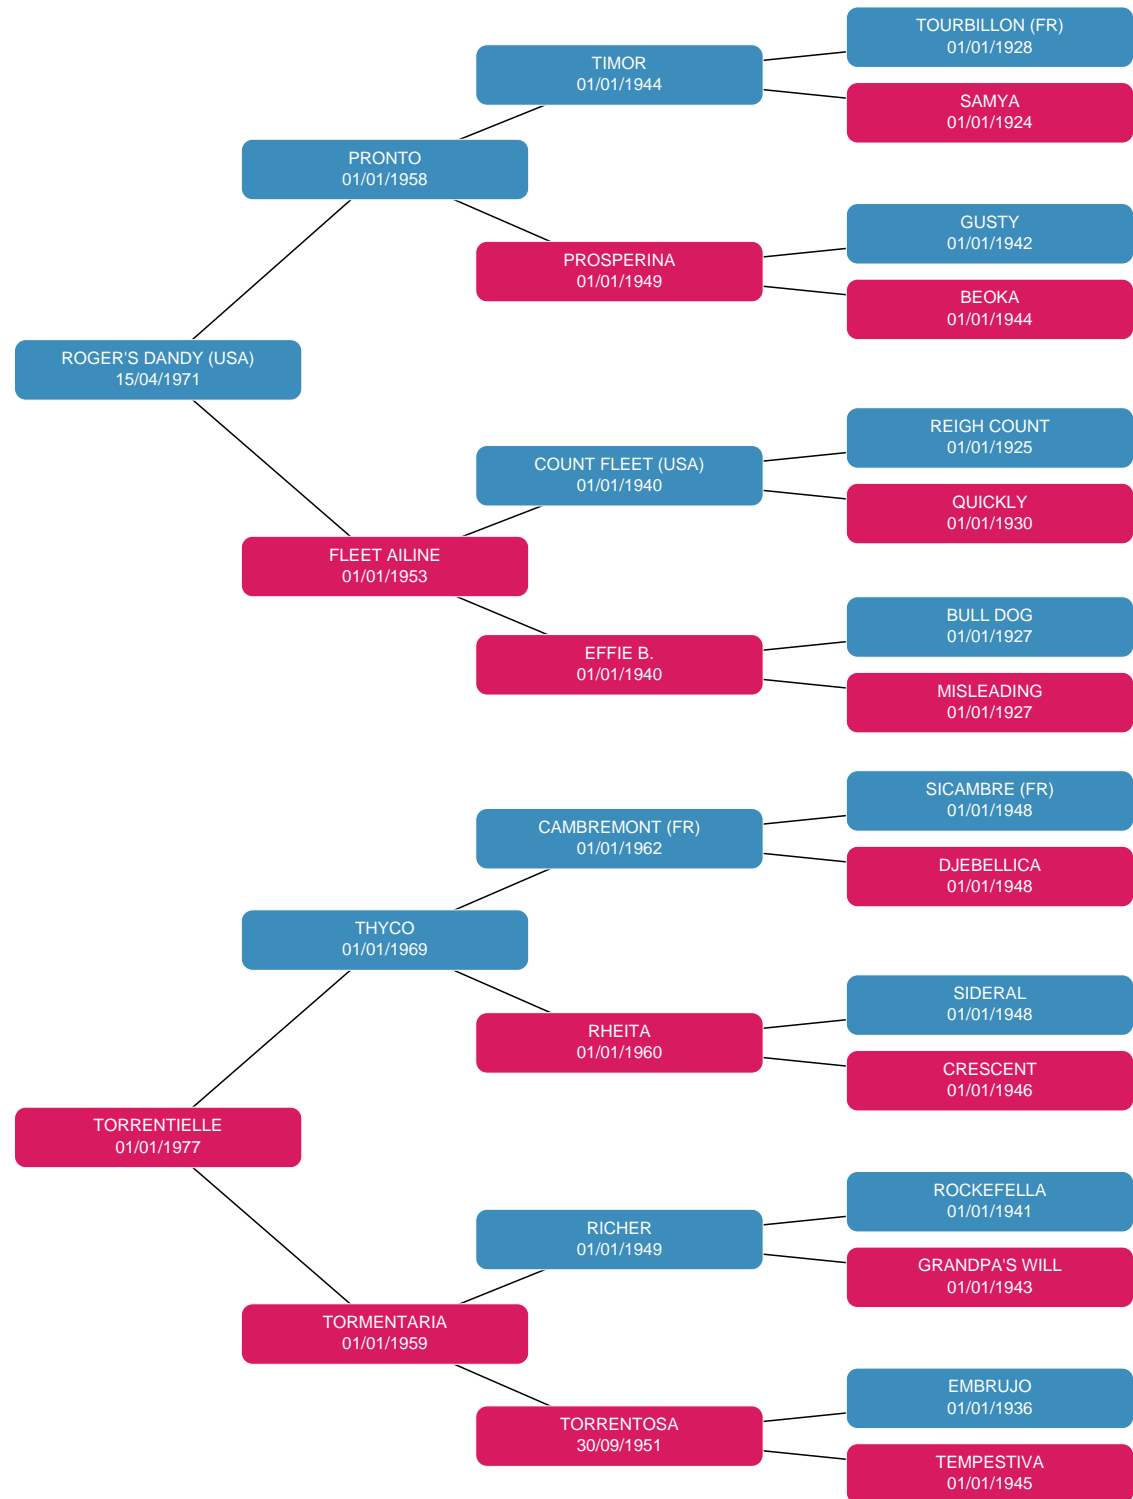 TOURBILLON (FR)
01/01/1928
TIMOR
01/01/1944
SAMYA
01/01/1924
PRONTO
01/01/1958
GUSTY
01/01/1942
PROSPERINA
01/01/1949
BEOKA
01/01/1944
ROGER'S DANDY (USA)
15/04/1971
REIGH COUNT
01/01/1925
COUNT FLEET (USA)
01/01/1940
QUICKLY
01/01/1930
FLEET AILINE
01/01/1953
BULL DOG
01/01/1927
EFFIE B.
01/01/1940
MISLEADING
01/01/1927
SICAMBRE (FR)
01/01/1948
CAMBREMONT (FR)
01/01/1962
DJEBELLICA
01/01/1948
THYCO
01/01/1969
SIDERAL
01/01/1948
RHEITA
01/01/1960
CRESCENT
01/01/1946
TORRENTIELLE
01/01/1977
ROCKEFELLA
01/01/1941
RICHER
01/01/1949
GRANDPA'S WILL
01/01/1943
TORMENTARIA
01/01/1959
EMBRUJO
01/01/1936
TORRENTOSA
30/09/1951
TEMPESTIVA
01/01/1945